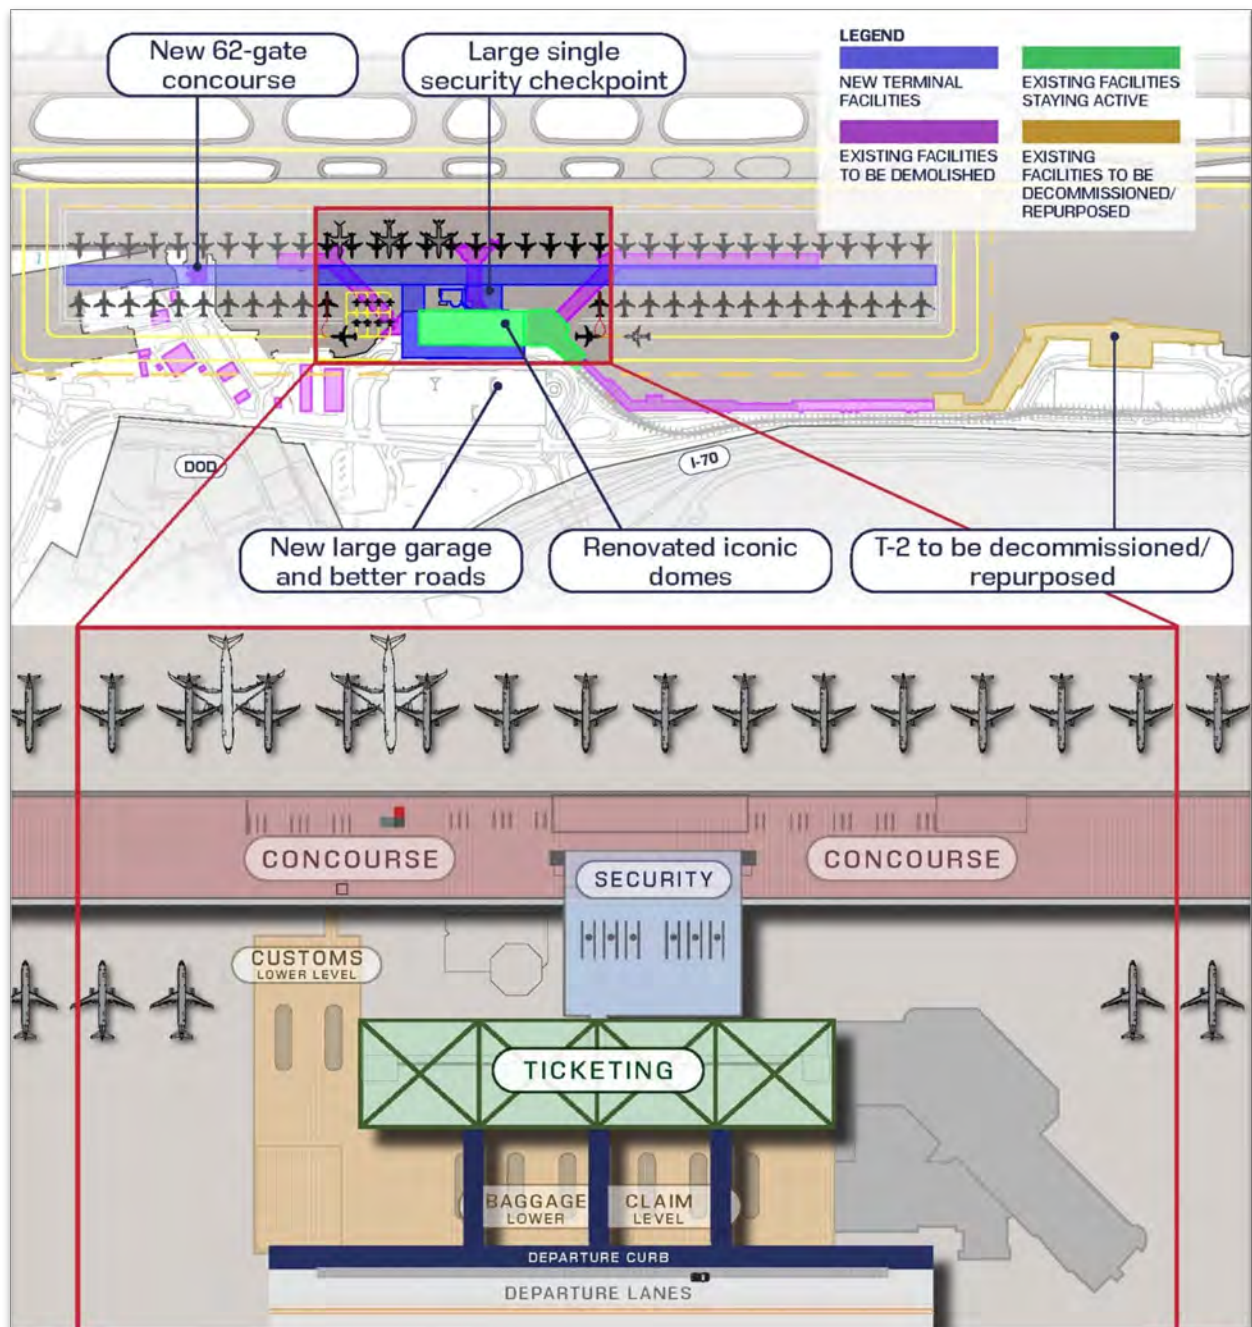 New 62-gate
concourse
Large single
security checkpoint
LEGEND
NEW TERMINAL
FACILITIES
EXISTING FACILITIES
STAYING ACTIVE
EXISTING FACILITIES
TO BE DEMOLISHED
EXISTING
FACILITIES TO BE
DECOMMISSIONED/
REPURPOSED
DOD
I-70
New large garage
and better roads
Renovated iconic
domes
T-2 to be decommissioned/
repurposed
CONCOURSE
CONCOURSE
SECURITY
CUSTOMS
LOWER LEVEL
TICKETING
BAGGAGE CLAIM
LOWER LEVEL
DEPARTURE CURB
DEPARTURE LANES